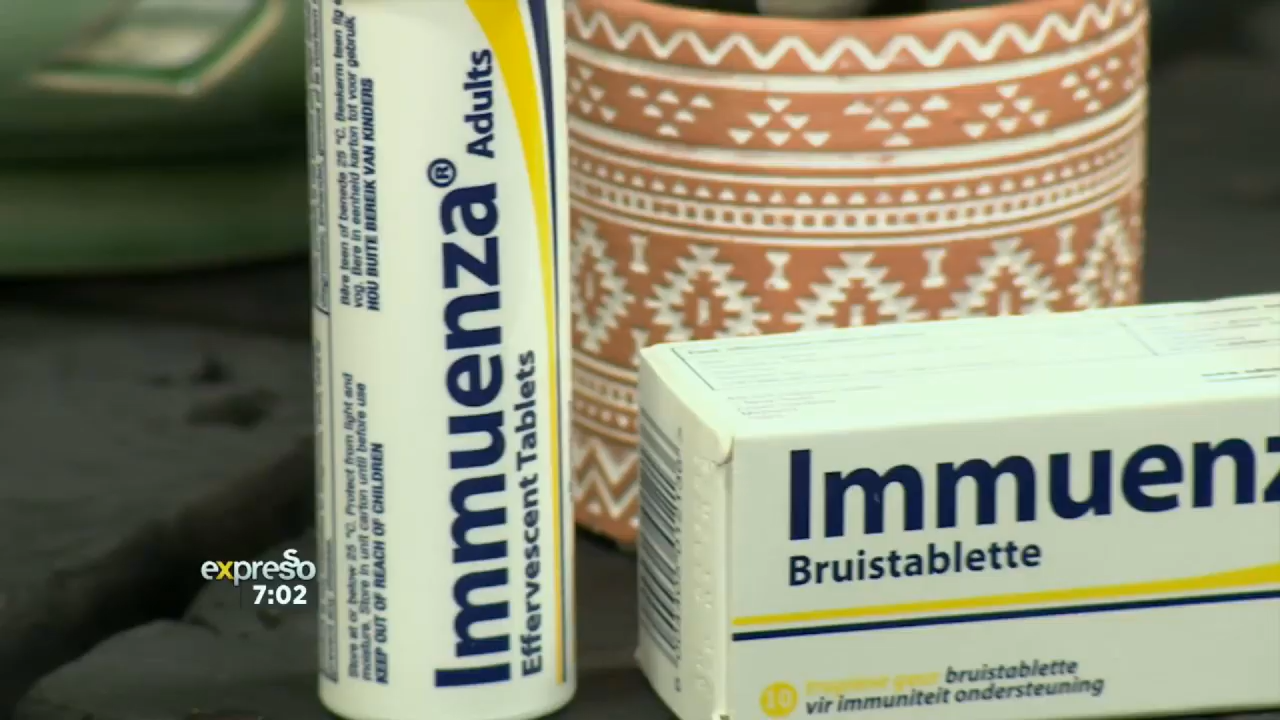 Immuenza® Adults
Effervescent Tablets
Bêre teen of benede 25 °C. Beskerm teen lig
vog. Bêre in eenheid karton tot voor gebruik
HOU BUITE BEREIK VAN KINDERS
Store at or below 25 °C. Protect from light and
moisture. Store in unit carton until before use
KEEP OUT OF REACH OF CHILDREN
Immuenz
Bruistablette
10 bruistablette
vir immuniteit ondersteuning
expresso
7:02